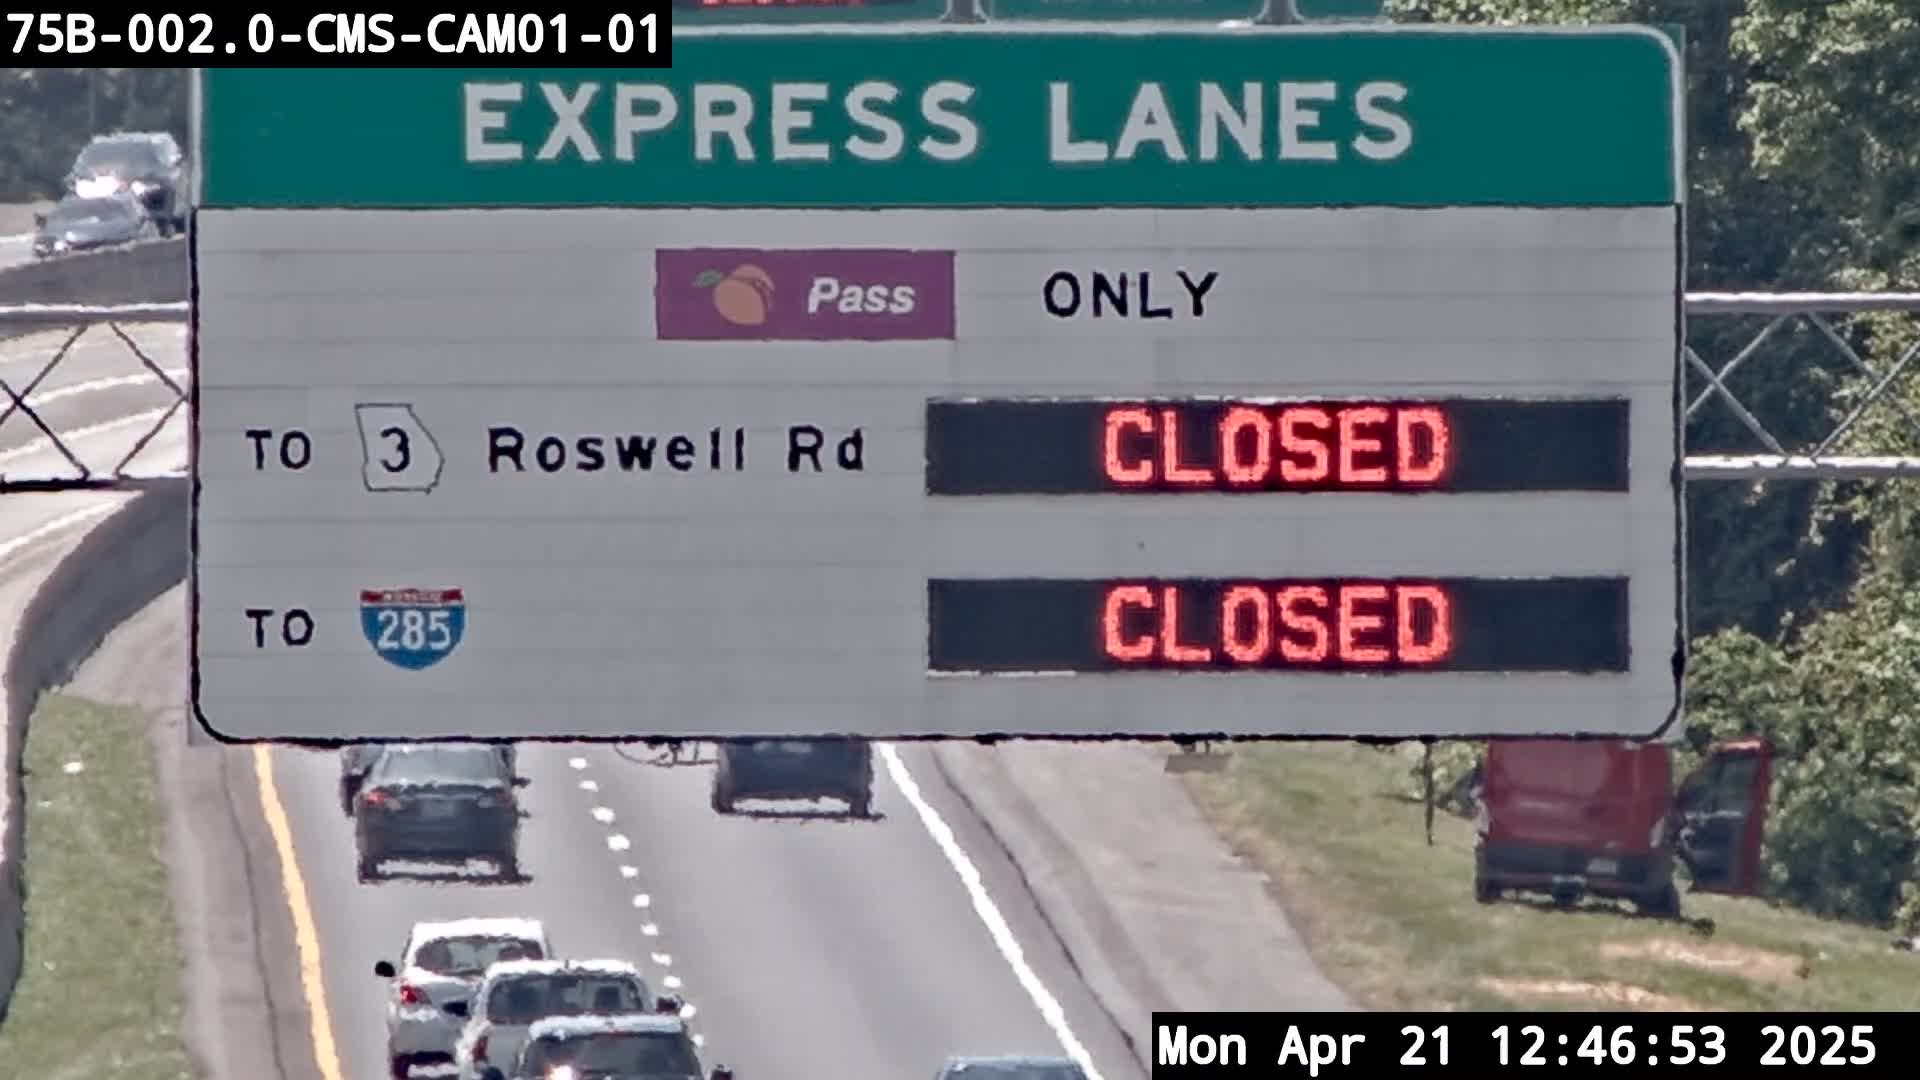 75B-002.0-CMS-CAM01-01
EXPRESS LANES
Pass ONLY
TO 3 Roswell Rd CLOSED
TO 285 CLOSED
Mon Apr 21 12:46:53 2025